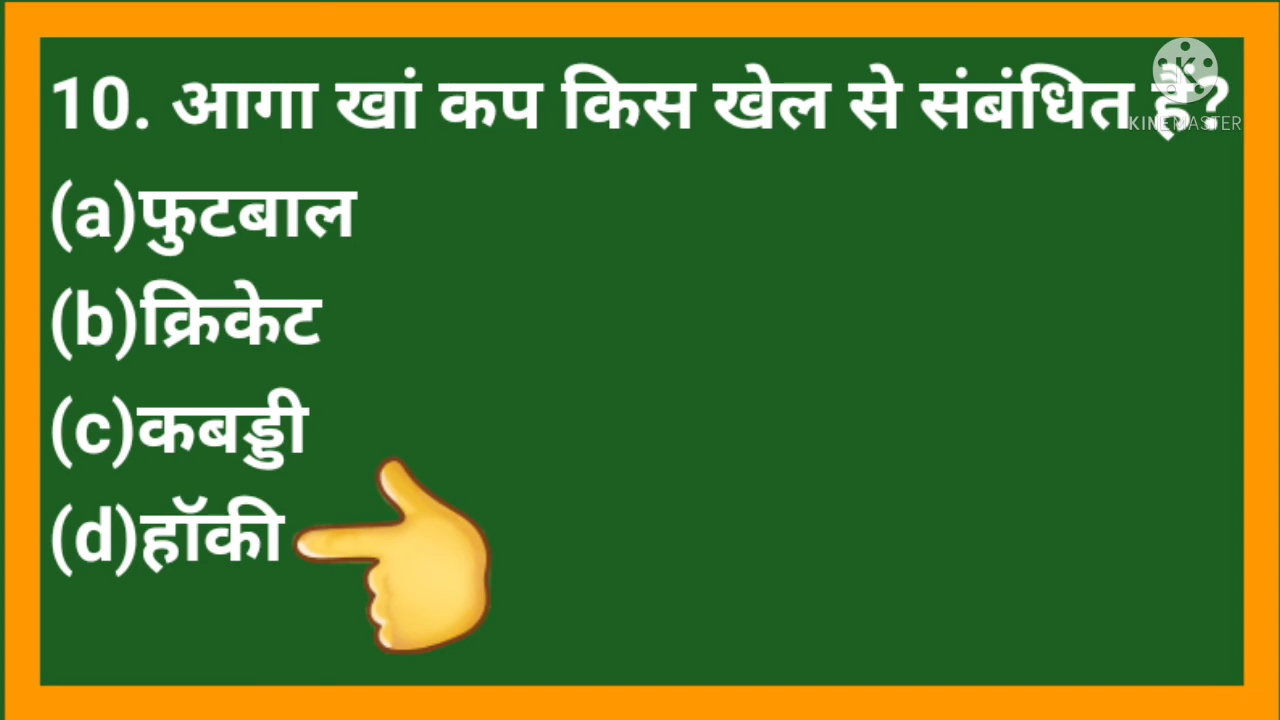 10. आगा खां कप किस खेल से संबंधित है?
KINEMASTER
(a)फुटबाल
(b)क्रिकेट
(c)कबड्डी
(d)हॉकी